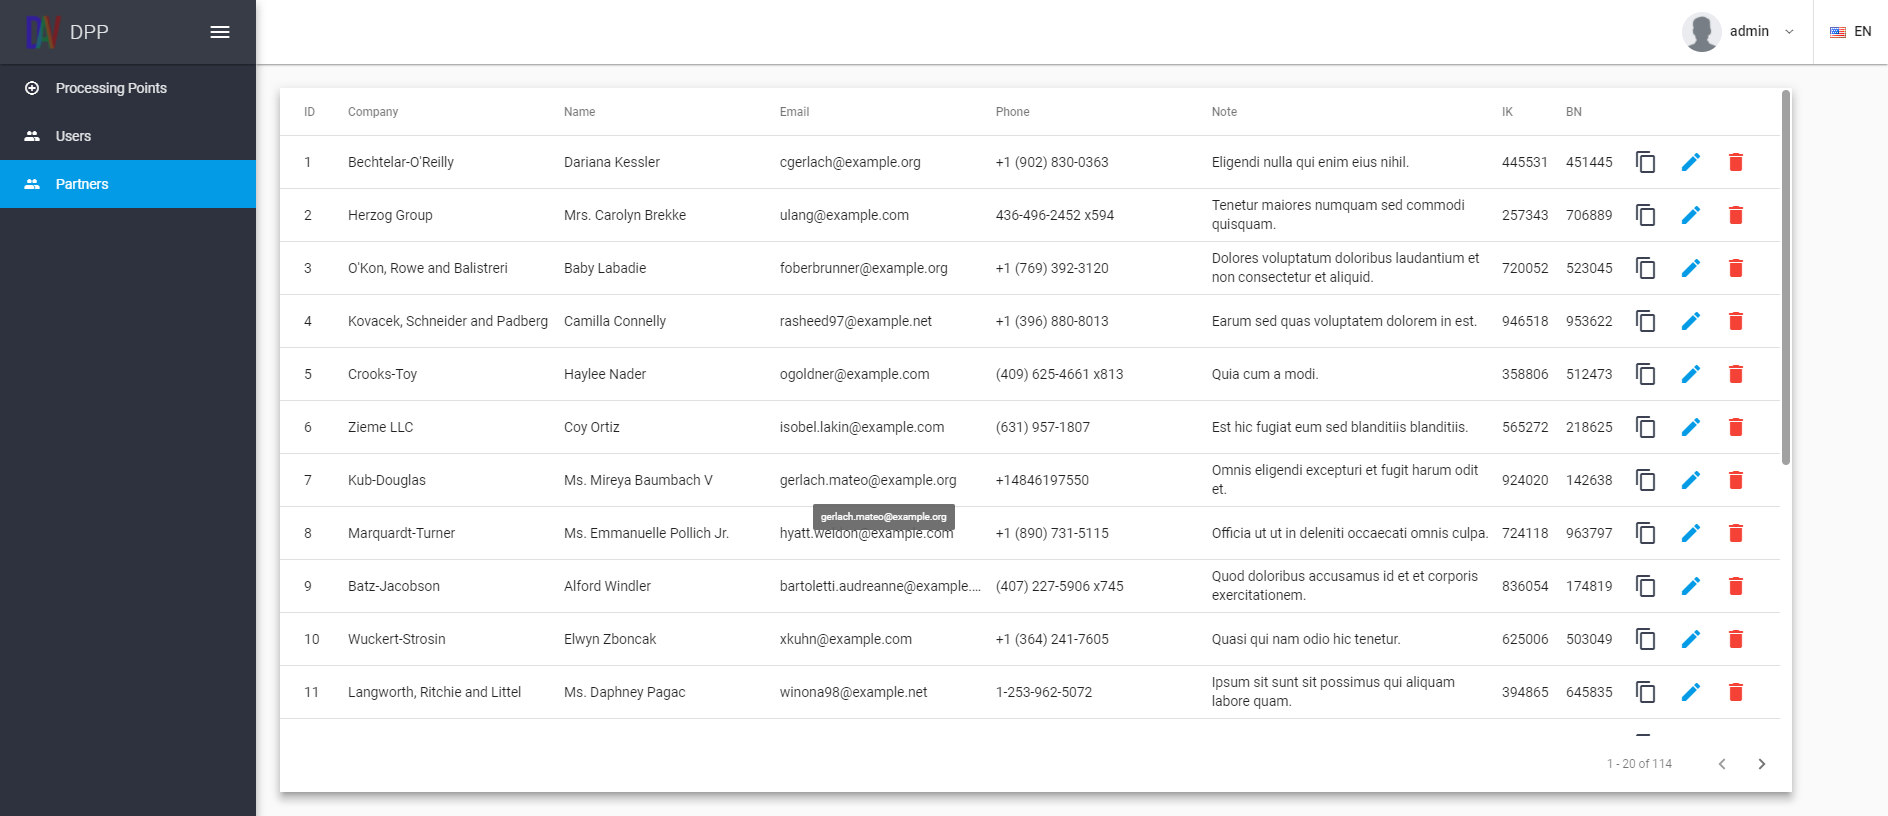 DAV DPP
admin
EN
Processing Points
Users
Partners
ID Company Name Email Phone Note IK BN
1 Bechtelar-O'Reilly Dariana Kessler cgerlach@example.org +1 (902) 830-0363 Eligendi nulla qui enim eius nihil. 445531 451445
2 Herzog Group Mrs. Carolyn Brekke ulang@example.com 436-496-2452 x594 Tenetur maiores numquam sed commodi
quisquam. 257343 706889
3 O'Kon, Rowe and Balistreri Baby Labadie foberbrunner@example.org +1 (769) 392-3120 Dolores voluptatum doloribus laudantium et
non consectetur et aliquid. 720052 523045
4 Kovacek, Schneider and Padberg Camilla Connelly rasheed97@example.net +1 (396) 880-8013 Earum sed quas voluptatem dolorem in est. 946518 953622
5 Crooks-Toy Haylee Nader ogoldner@example.com (409) 625-4661 x813 Quia cum a modi. 358806 512473
6 Zieme LLC Coy Ortiz isobel.lakin@example.com (631) 957-1807 Est hic fugiat eum sed blanditiis blanditiis. 565272 218625
7 Kub-Douglas Ms. Mireya Baumbach V gerlach.mateo@example.org +14846197550 Omnis eligendi excepturi et fugit harum odit
et. 924020 142638
gerlach.mateo@example.org
8 Marquardt-Turner Ms. Emmanuelle Pollich Jr. hyatt.weldon@example.com +1 (890) 731-5115 Officia ut ut in deleniti occaecati omnis culpa. 724118 963797
9 Batz-Jacobson Alford Windler bartoletti.audreanne@example.... (407) 227-5906 x745 Quod doloribus accusamus id et et corporis
exercitationem. 836054 174819
10 Wuckert-Strosin Elwyn Zboncak xkuhn@example.com +1 (364) 241-7605 Quasi qui nam odio hic tenetur. 625006 503049
11 Langworth, Ritchie and Littel Ms. Daphney Pagac winona98@example.net 1-253-962-5072 Ipsum sit sunt sit possimus qui aliquam
labore quam. 394865 645835
1 - 20 of 114